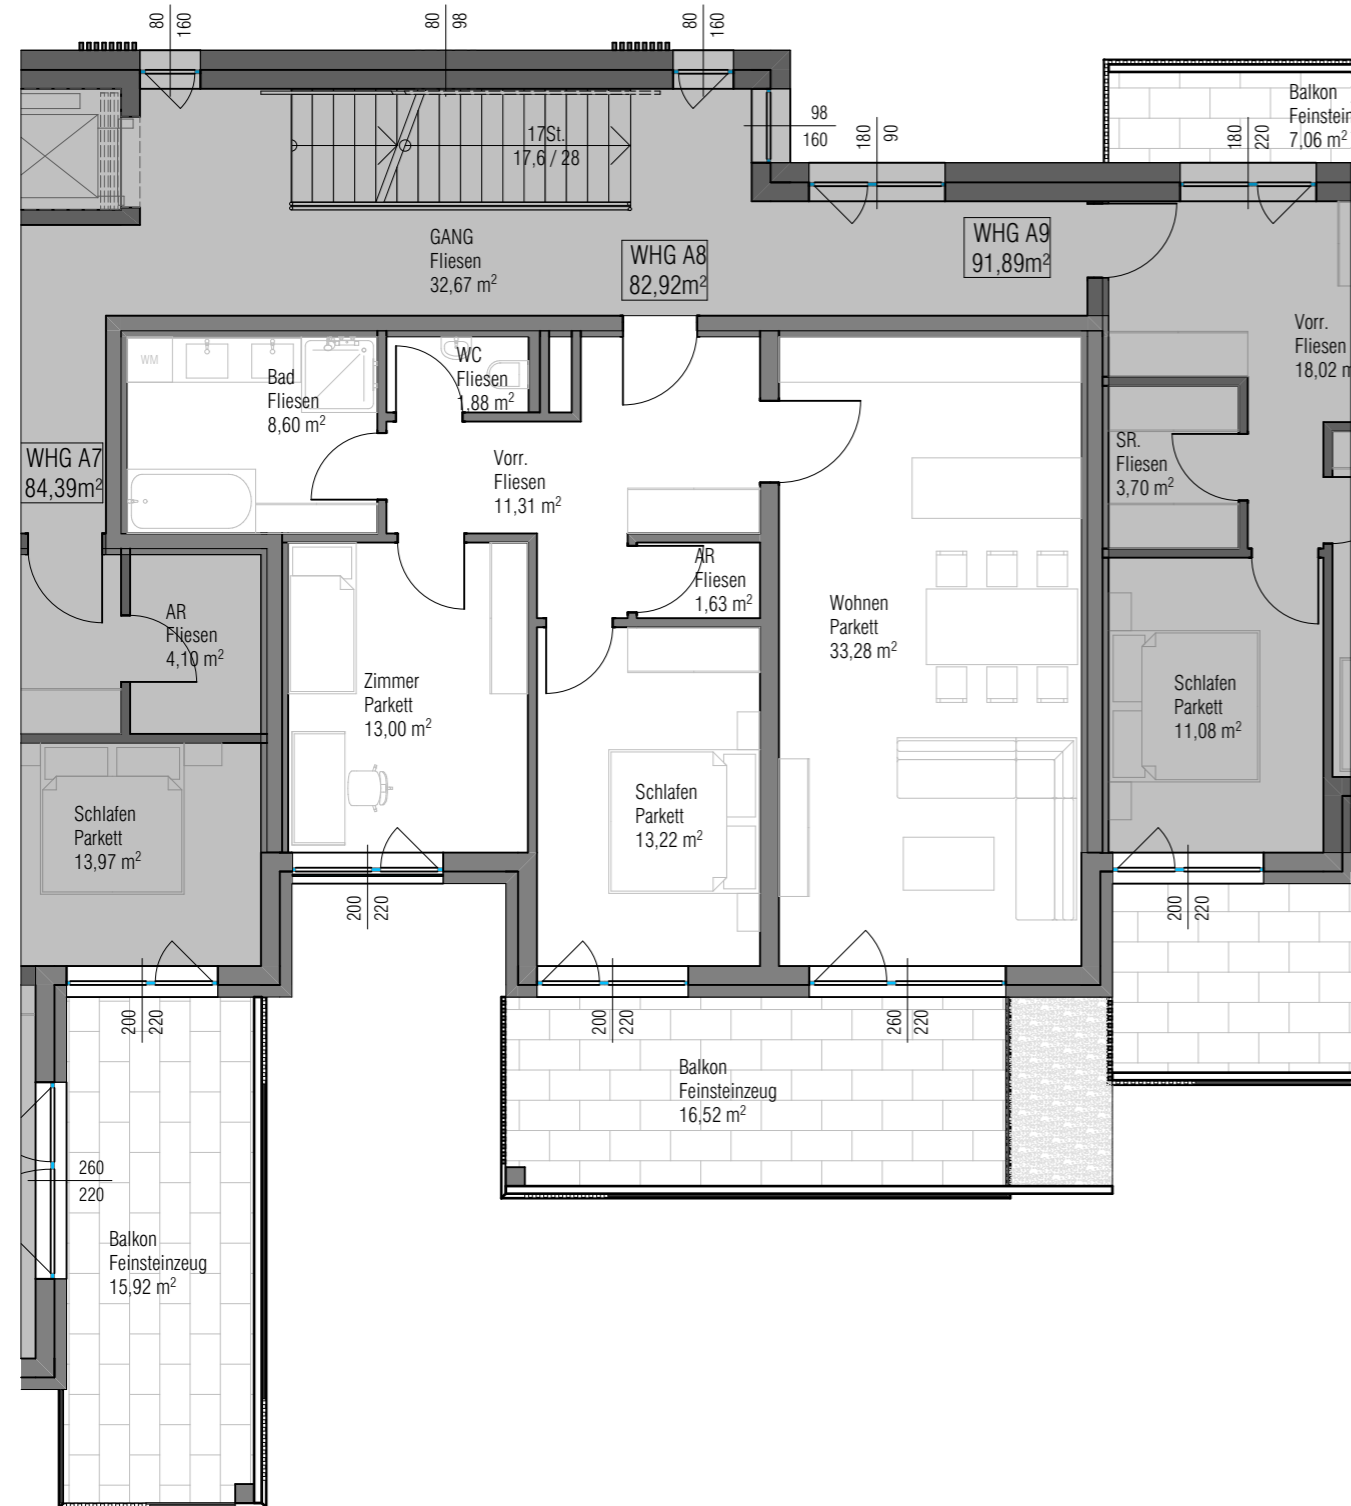 80
160
80
98
80
160
98
160
180
90
180
220
Balkon
7,06 m²
17St.
17,6 / 28
GANG
Fliesen
32,67 m²
WHG A8
82,92m²
WHG A9
91,89m²
Vorr.
Fliesen
18,02
WM
Bad
Fliesen
8,60 m²
WC
Fliesen
1,88 m²
WHG A7
84,39m²
Vorr.
Fliesen
11,31 m²
SR.
Fliesen
3,70 m²
AR
Fliesen
1,63 m²
AR
Fliesen
4,10 m²
Wohnen
Parkett
33,28 m²
Zimmer
Parkett
13,00 m²
Schlafen
Parkett
11,08 m²
Schlafen
Parkett
13,22 m²
Schlafen
Parkett
13,97 m²
200
220
200
220
200
220
200
220
260
220
Balkon
Feinsteinzeug
16,52 m²
260
220
Balkon
Feinsteinzeug
15,92 m²